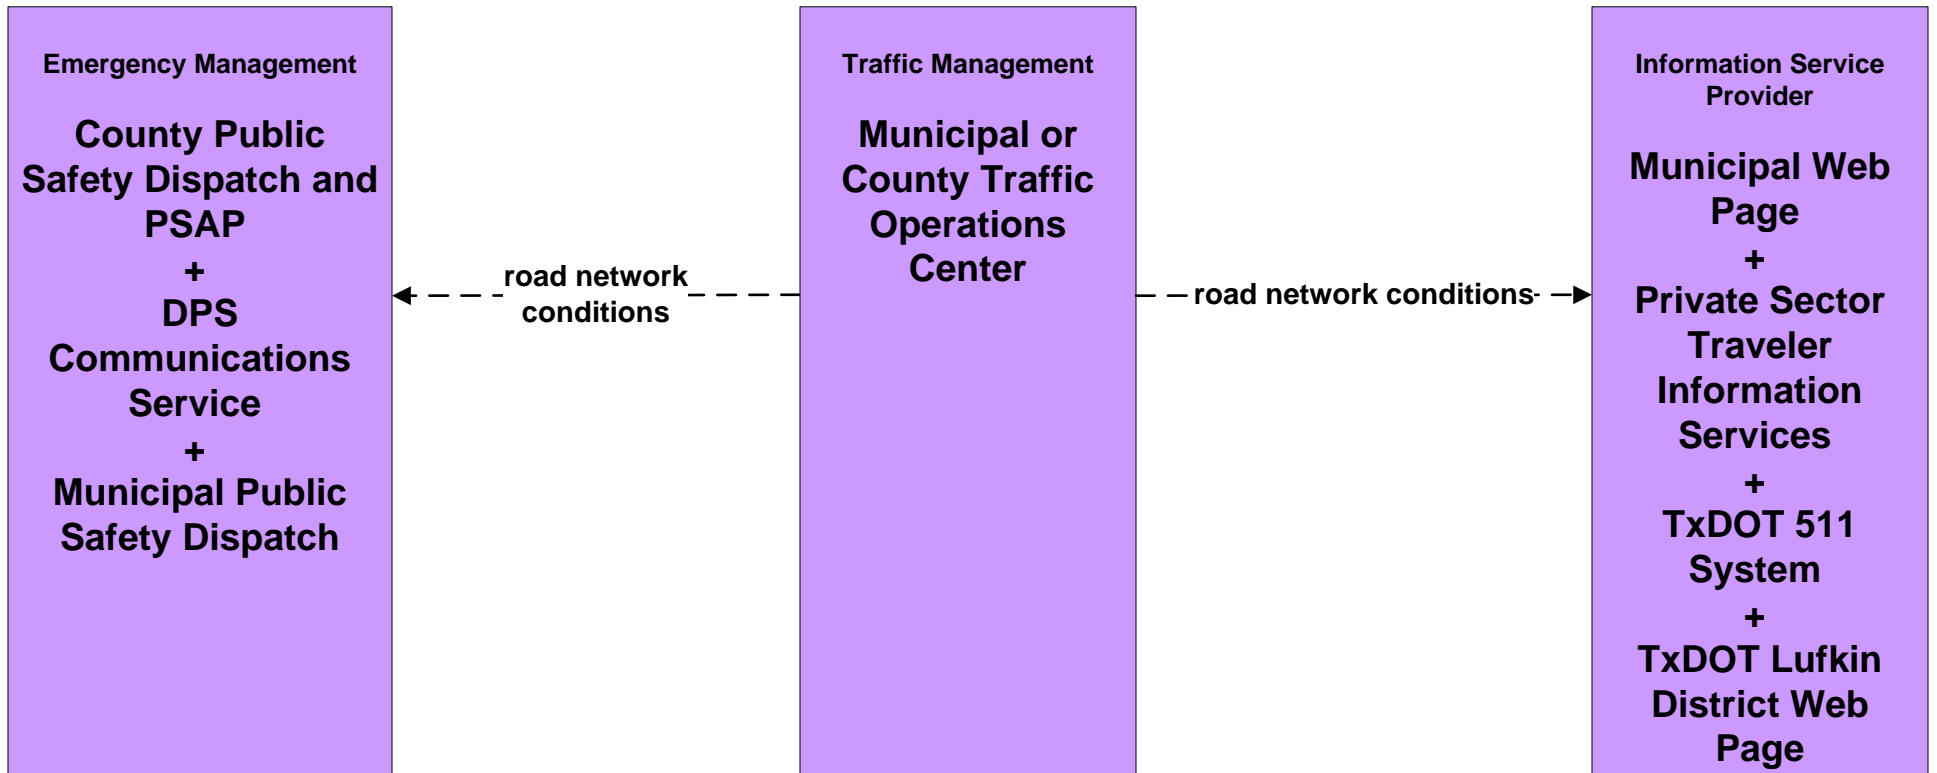 Emergency Management
County Public
Safety Dispatch and
PSAP
+
DPS
Communications
Service
+
Municipal Public
Safety Dispatch
road network
conditions
Traffic Management
Municipal or
County Traffic
Operations
Center
road network conditions
Information Service
Provider
Municipal Web
Page
+
Private Sector
Traveler
Information
Services
+
TxDOT 511
System
+
TxDOT Lufkin
District Web
Page